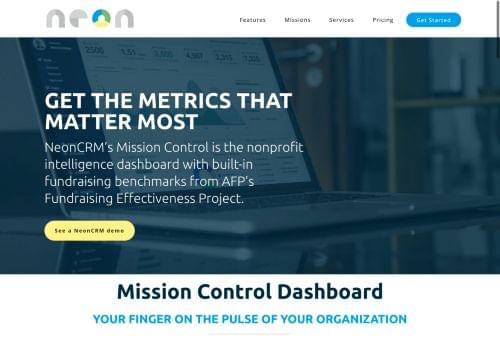 neon
Features
Missions
Services
Pricing
Get Started
GET THE METRICS THAT
MATTER MOST
NeonCRM's Mission Control is the nonprofit
intelligence dashboard with built-in
fundraising benchmarks from AFP's
Fundraising Effectiveness Project.
See a NeonCRM demo
Mission Control Dashboard
YOUR FINGER ON THE PULSE OF YOUR ORGANIZATION